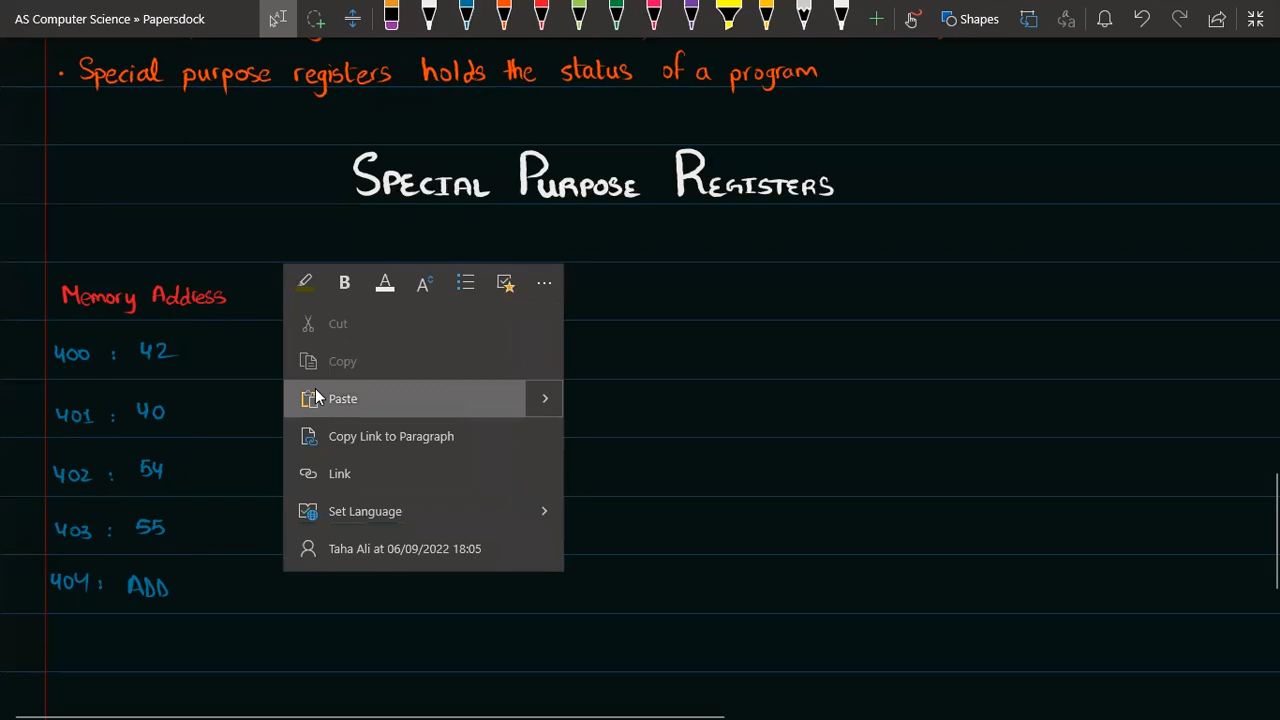 AS Computer Science » Papersdock
Shapes
• Special purpose registers holds the status of a program
SPECIAL PURPOSE REGISTERS
Memory Address
400 : 42
401 : 40
402 : 54
403 : 55
404 : ADD
B A A ...
Cut
Copy
Paste
Copy Link to Paragraph
Link
Set Language
Taha Ali at 06/09/2022 18:05